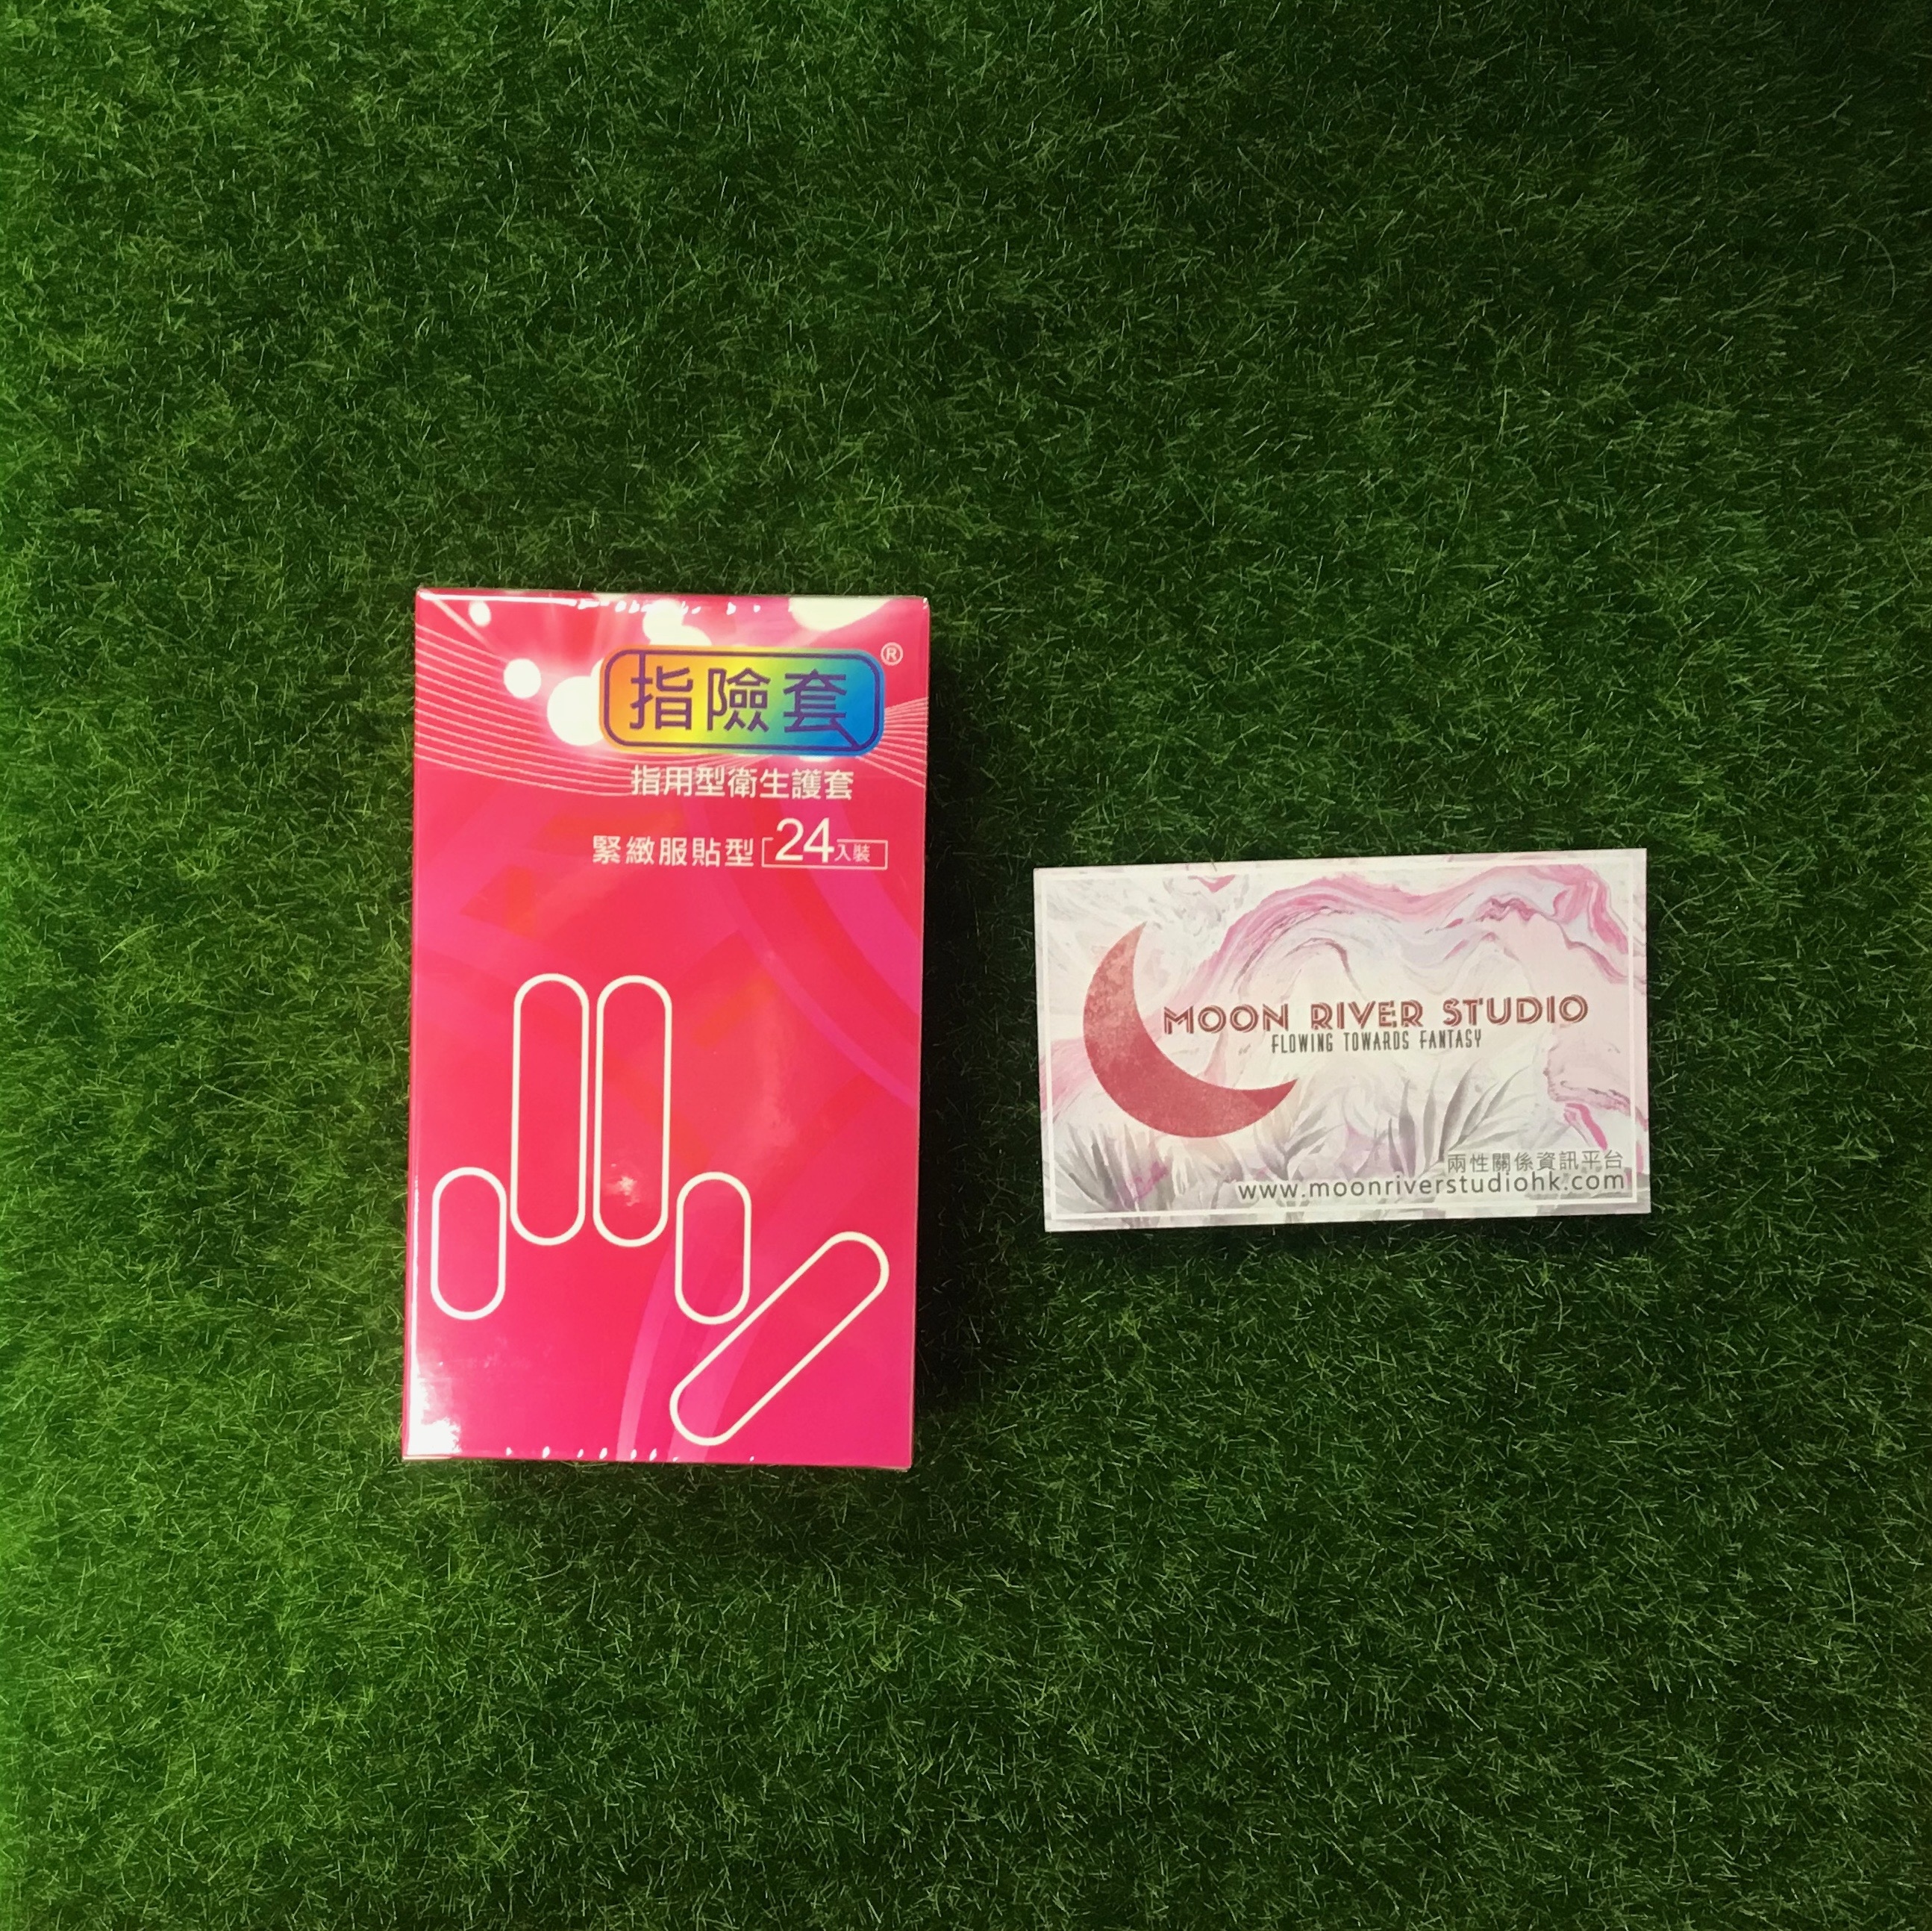 指險套®
指用型衛生護套
緊緻服貼型 24入裝
MOON RIVER STUDIO
FLOWING TOWARDS FANTASY
兩性關係資訊平台
www.moonriverstudiohk.com